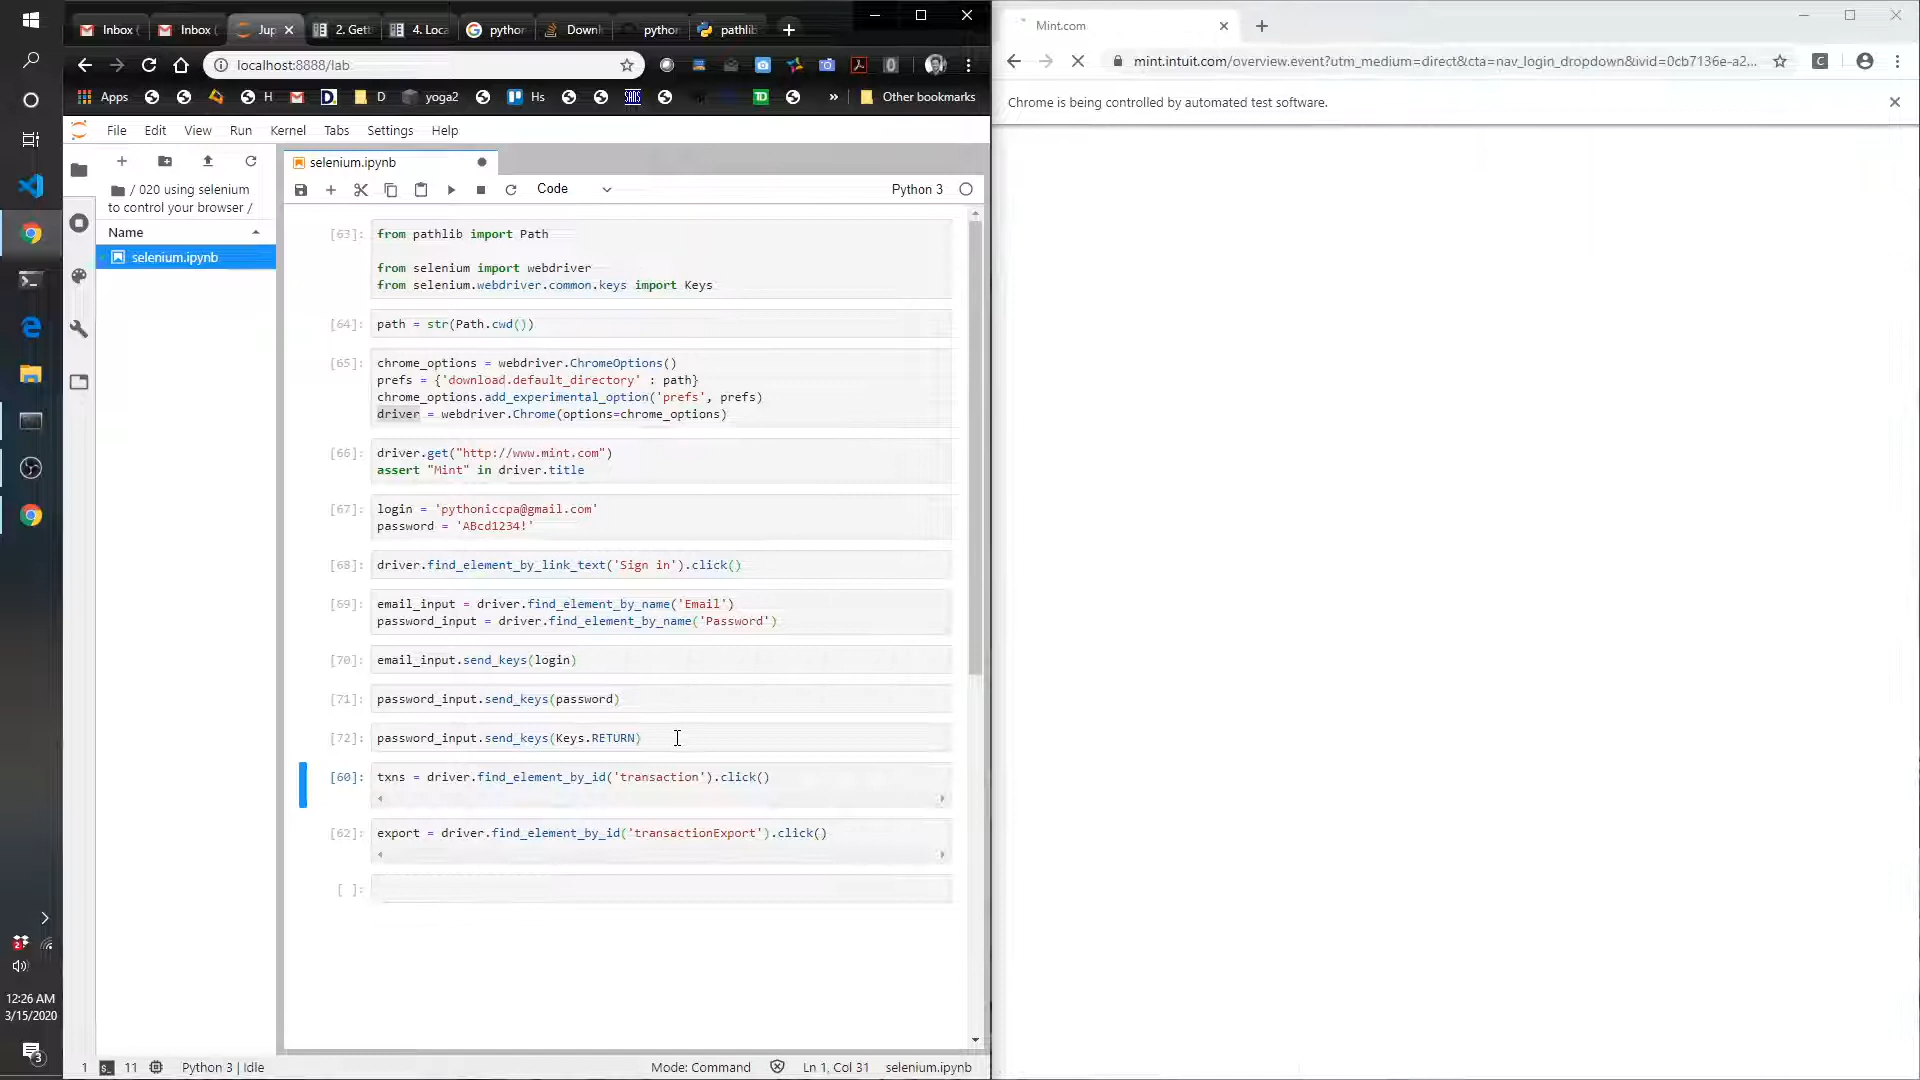 Inbox (
Inbox (
Jup
2. Gett
4. Loca
python
Downl
python
pathlib
localhost:8888/lab
Apps
H
D
yoga2
Hs
SANS
TD
»
Other bookmarks
File Edit View Run Kernel Tabs Settings Help
/ 020 using selenium
to control your browser /
Name
selenium.ipynb
selenium.ipynb
Code
Python 3
[63]: from pathlib import Path
from selenium import webdriver
from selenium.webdriver.common.keys import Keys
[64]: path = str(Path.cwd())
[65]: chrome_options = webdriver.ChromeOptions()
prefs = {'download.default_directory' : path}
chrome_options.add_experimental_option('prefs', prefs)
driver = webdriver.Chrome(options=chrome_options)
[66]: driver.get("http://www.mint.com")
assert "Mint" in driver.title
[67]: login = 'pythoniccpa@gmail.com'
password = 'ABcd1234!'
[68]: driver.find_element_by_link_text('Sign in').click()
[69]: email_input = driver.find_element_by_name('Email')
password_input = driver.find_element_by_name('Password')
[70]: email_input.send_keys(login)
[71]: password_input.send_keys(password)
[72]: password_input.send_keys(Keys.RETURN)
[60]: txns = driver.find_element_by_id('transaction').click()
[62]: export = driver.find_element_by_id('transactionExport').click()
[ ]:
1 11 Python 3 | Idle
Mode: Command
Ln 1, Col 31
selenium.ipynb
12:26 AM
3/15/2020
3
2
Mint.com
mint.intuit.com/overview.event?utm_medium=direct&cta=nav_login_dropdown&ivid=0cb7136e-a2...
C
Chrome is being controlled by automated test software.